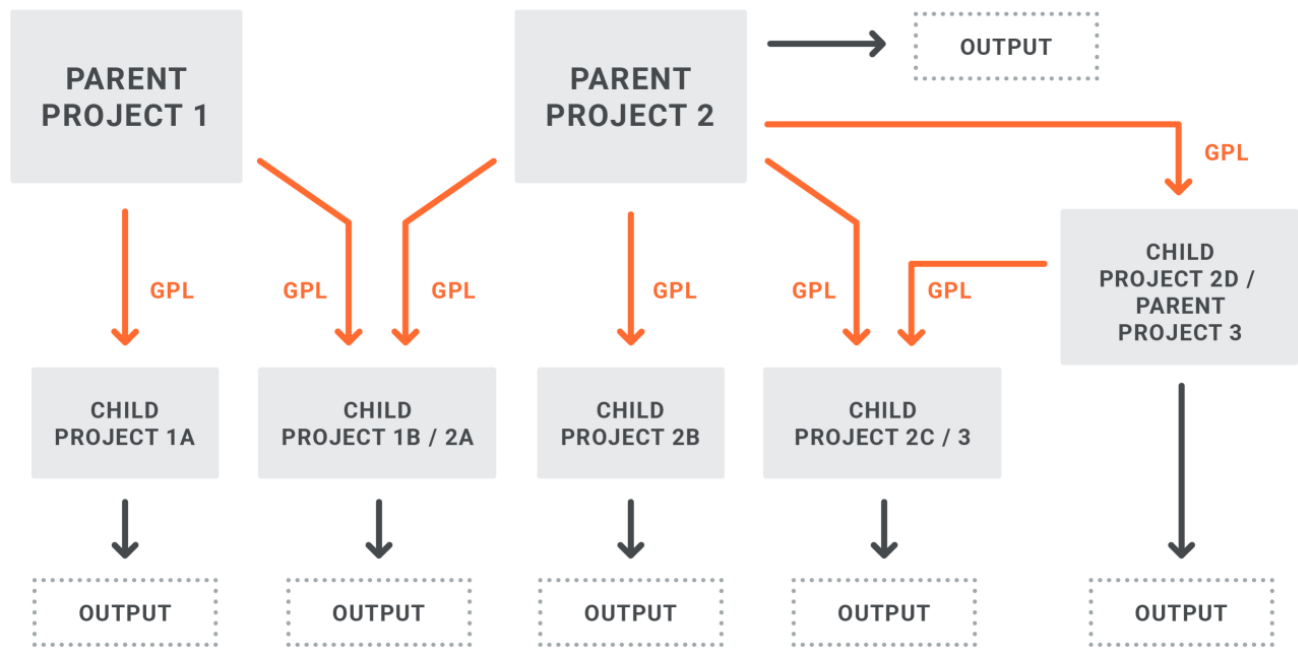 PARENT
PROJECT 1
PARENT
PROJECT 2
OUTPUT
GPL
CHILD
PROJECT 2D /
PARENT
PROJECT 3
GPL
GPL
GPL
GPL
GPL
GPL
CHILD
PROJECT 1A
CHILD
PROJECT 1B / 2A
CHILD
PROJECT 2B
CHILD
PROJECT 2C / 3
OUTPUT
OUTPUT
OUTPUT
OUTPUT
OUTPUT